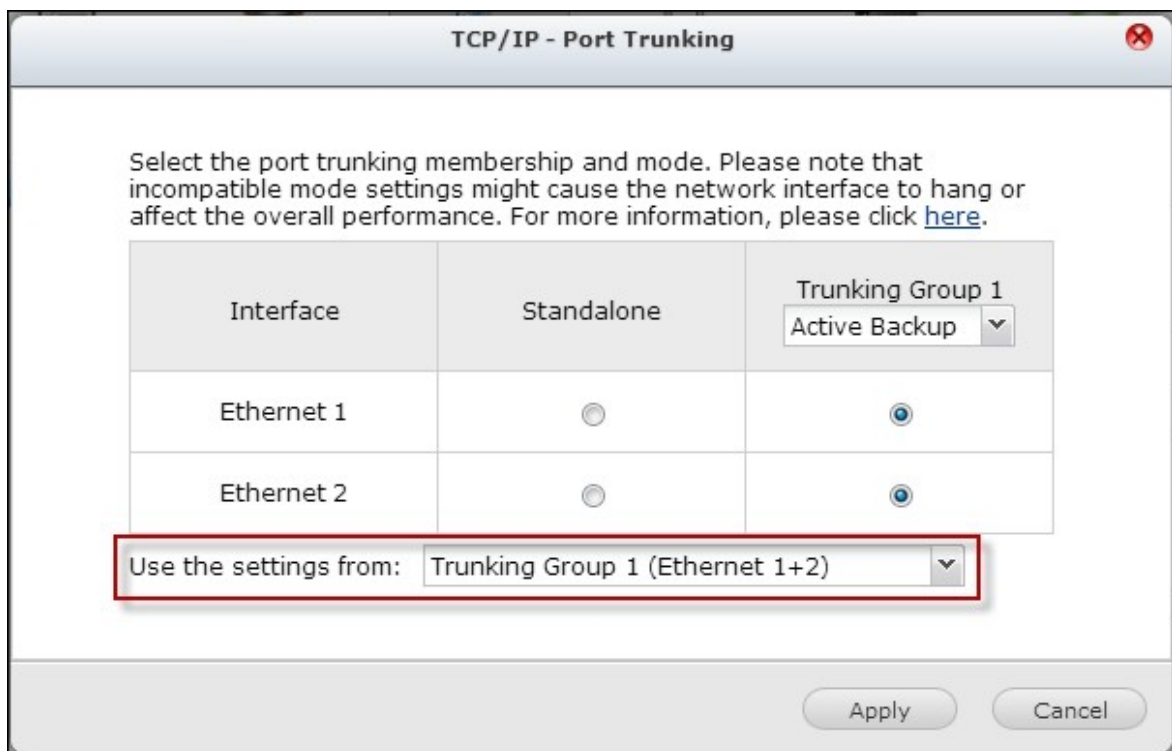 TCP/IP - Port Trunking
Select the port trunking membership and mode. Please note that
incompatible mode settings might cause the network interface to hang or
affect the overall performance. For more information, please click here.
Interface
Standalone
Trunking Group 1
Active Backup
Ethernet 1
Ethernet 2
Use the settings from: Trunking Group 1 (Ethernet 1+2)
Apply
Cancel